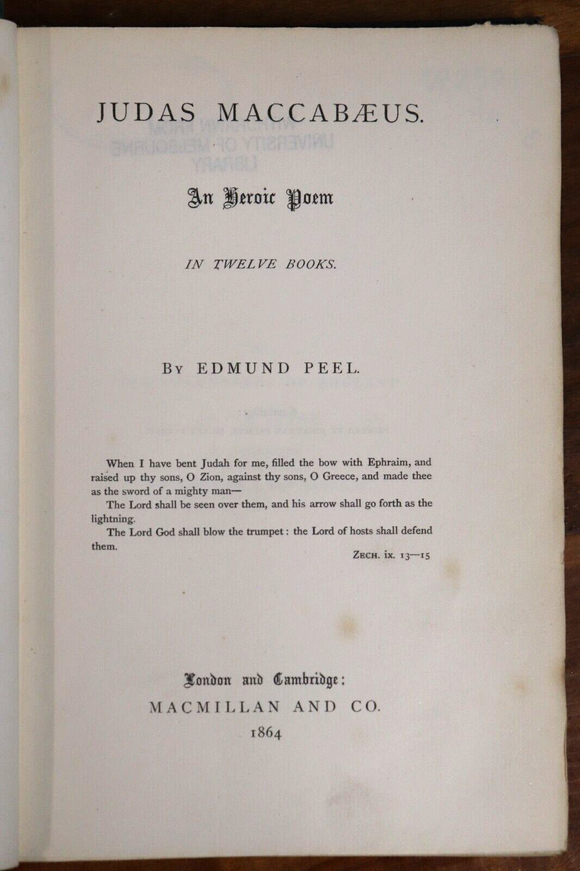 JUDAS MACCABÆUS.
An Heroic Poem
IN TWELVE BOOKS.
By EDMUND PEEL.
When I have bent Judah for me, filled the bow with Ephraim, and
raised up thy sons, O Zion, against thy sons, O Greece, and made thee
as the sword of a mighty man—
The Lord shall be seen over them, and his arrow shall go forth as the
lightning.
The Lord God shall blow the trumpet: the Lord of hosts shall defend
them.
Zech. ix. 13—15
London and Cambridge:
MACMILLAN AND CO.
1864
UNIVERSITY OF MELBOURNE
LIBRARY